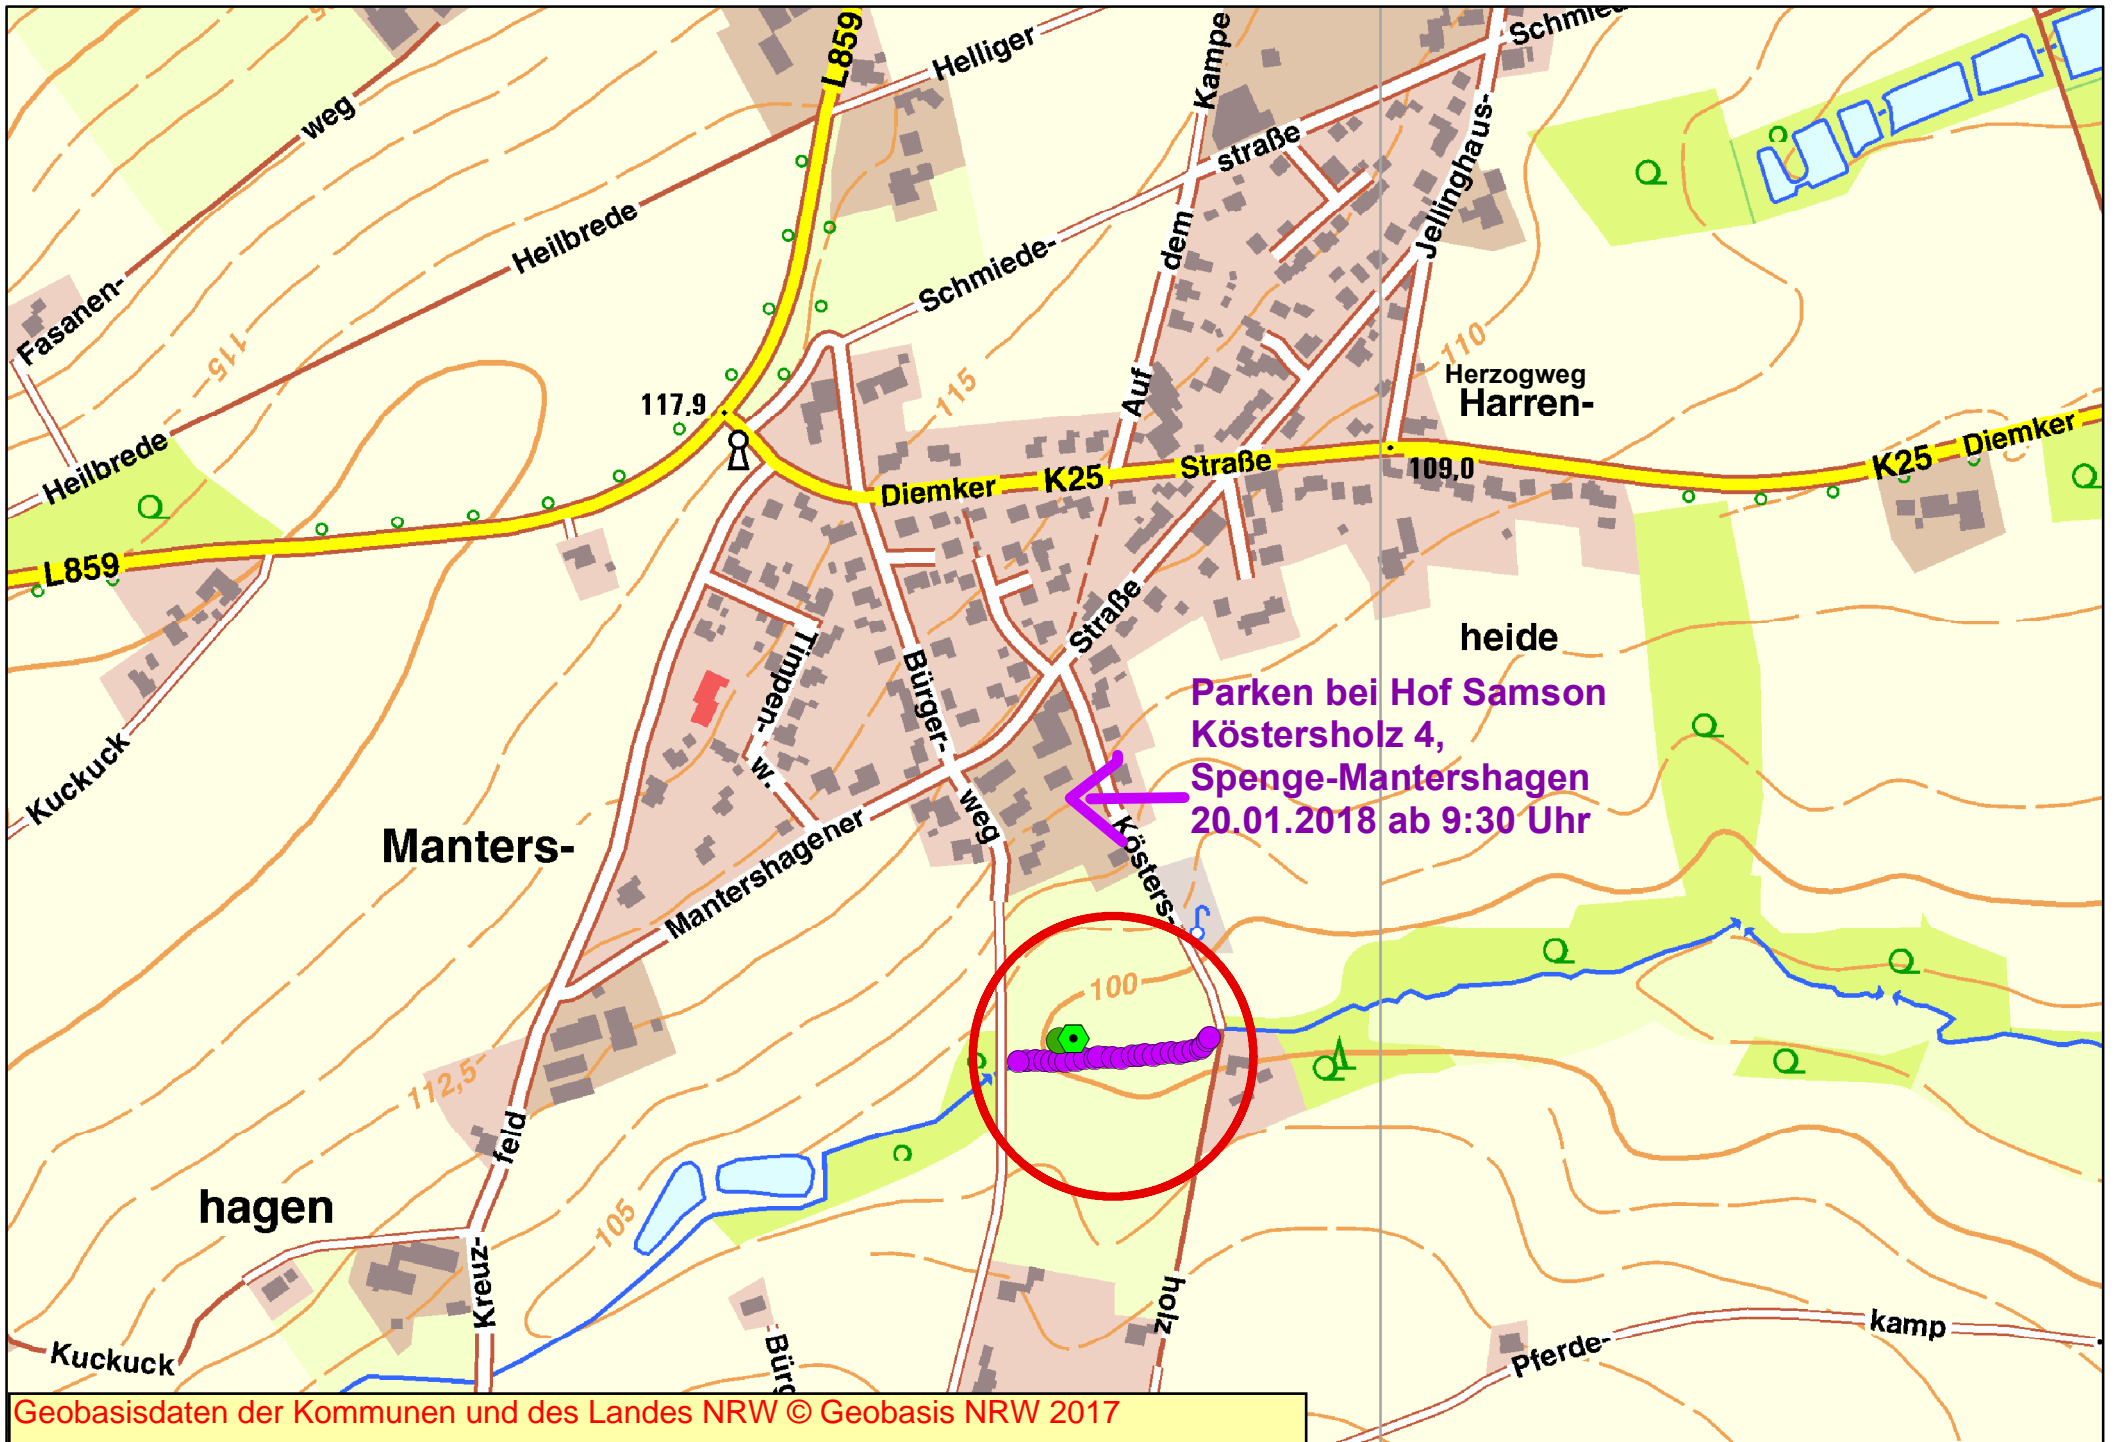 L859
Helliger
Kampe
Schmie
weg
straße
Jellinghaus-
Heilbrede
dem
Schmiede-
Fasanen-
115
110
115
Auf
Herzogweg
Harren-
117,9
Heilbrede
Diemker
K25
Straße
109,0
K25
Diemker
L859
Straße
Timpen-
w.
Bürger-
weg
heide
Parken bei Hof Samson
Köstersholz 4,
Spenge-Mantershagen
20.01.2018 ab 9:30 Uhr
Kuckuck
Manters-
Mantershagener
Kösters-
100
112,5
feld
hagen
105
Kreuz-
holz
Kuckuck
Bürg
Pferde-
kamp
Geobasisdaten der Kommunen und des Landes NRW © Geobasis NRW 2017